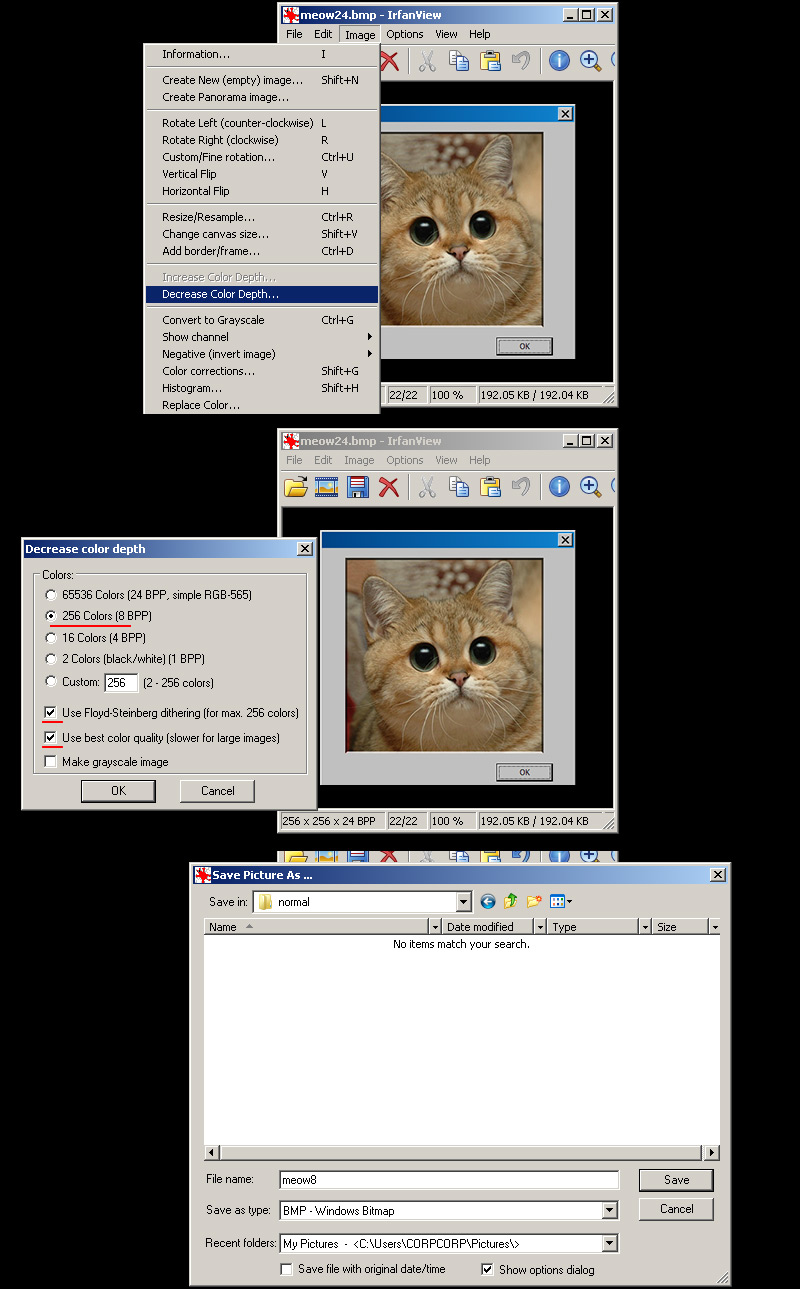 meow24.bmp - IrfanView
File Edit Image Options View Help
Information... I
Create New (empty) image... Shift+N
Create Panorama image...
Rotate Left (counter-clockwise) L
Rotate Right (clockwise) R
Custom/Fine rotation... Ctrl+U
Vertical Flip V
Horizontal Flip H
Resize/Resample... Ctrl+R
Change canvas size... Shift+V
Add border/frame... Ctrl+D
Increase Color Depth...
Decrease Color Depth...
Convert to Grayscale Ctrl+G
Show channel
Negative (invert image)
Color corrections... Shift+G
Histogram... Shift+H
Replace Color...
OK
22/22 100 % 192.05 KB / 192.04 KB
meow24.bmp - IrfanView
File Edit Image Options View Help
Decrease color depth
Colors:
65536 Colors (24 BPP, simple RGB-565)
256 Colors (8 BPP)
16 Colors (4 BPP)
2 Colors (black/white) (1 BPP)
Custom: 256 (2 - 256 colors)
Use Floyd-Steinberg dithering (for max. 256 colors)
Use best color quality (slower for large images)
Make grayscale image
OK Cancel
OK
256 x 256 x 24 BPP 22/22 100 % 192.05 KB / 192.04 KB
Save Picture As ...
Save in: normal
Name Date modified Type Size
No items match your search.
File name: meow8 Save
Save as type: BMP - Windows Bitmap Cancel
Recent folders: My Pictures - <C:\Users\CORPCORP\Pictures\>
Save file with original date/time Show options dialog